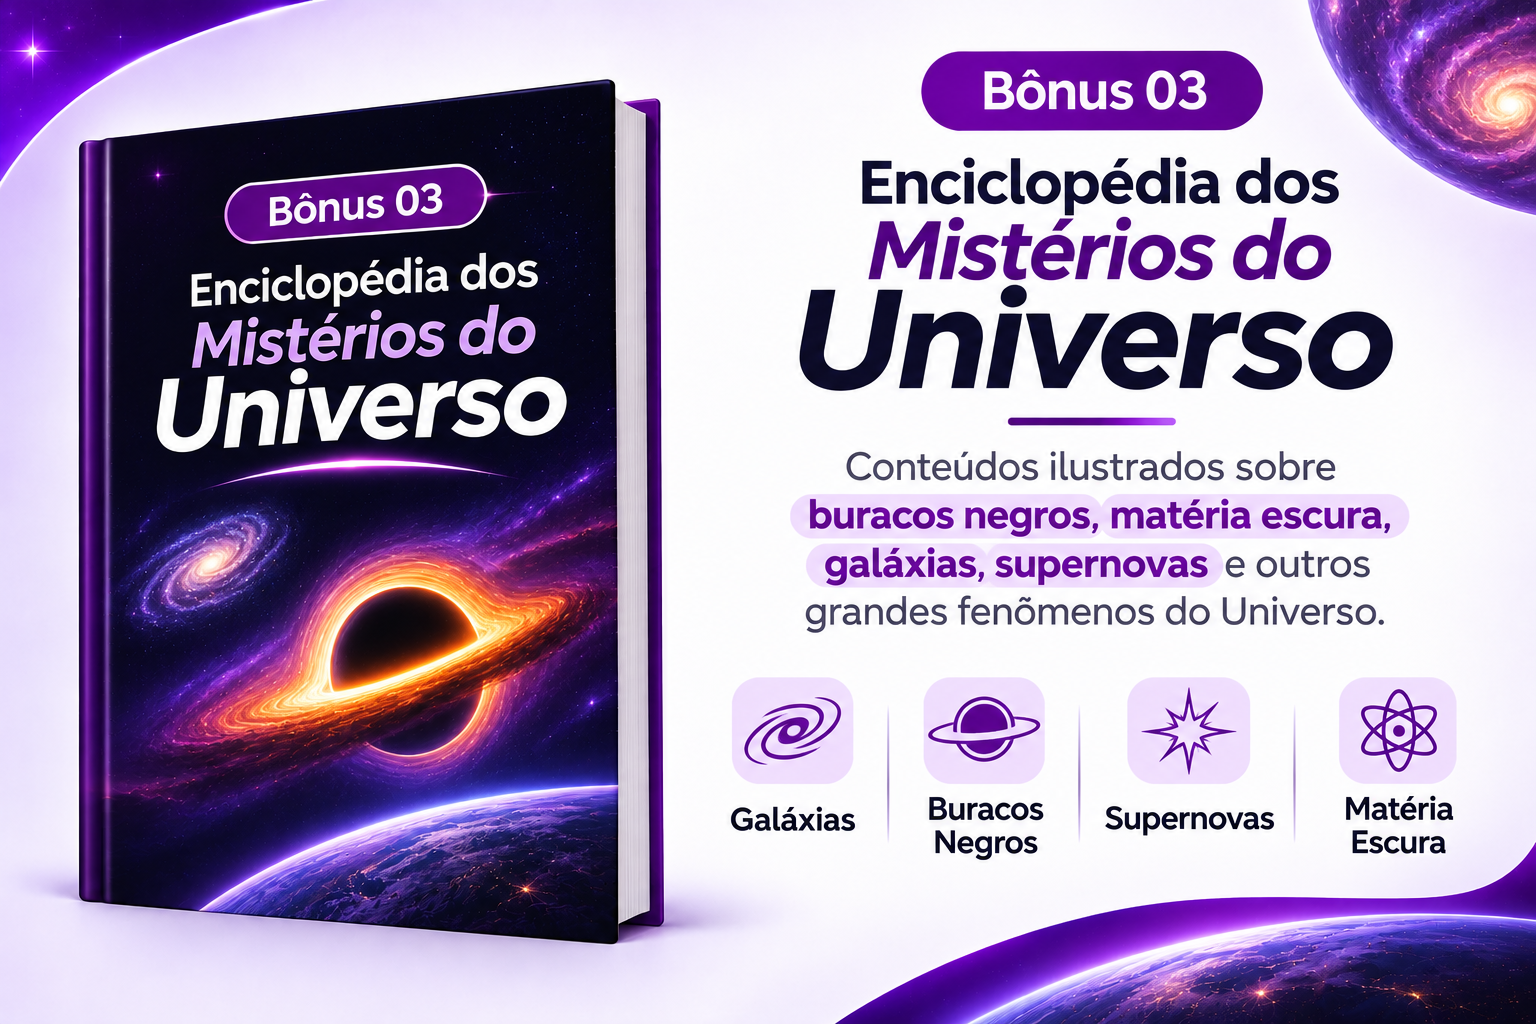 Bônus 03
Enciclopédia dos
Mistérios do
Universo
Bônus 03
Enciclopédia dos
Mistérios do
Universo
Conteúdos ilustrados sobre
buracos negros, matéria escura,
galáxias, supernovas e outros
grandes fenõmenos do Universo.
Galáxias
Buracos
Negros
Supernovas
Matéria
Escura